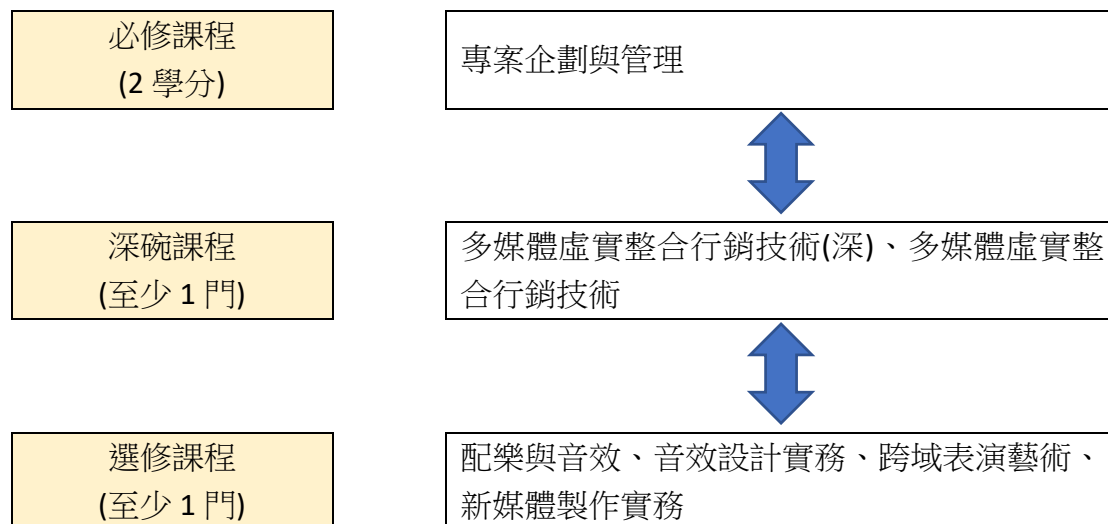 必修課程
(2 學分)
專案企劃與管理
深碗課程
(至少 1 門)
多媒體虛實整合行銷技術(深)、多媒體虛實整
合行銷技術
選修課程
(至少 1 門)
配樂與音效、音效設計實務、跨域表演藝術、
新媒體製作實務